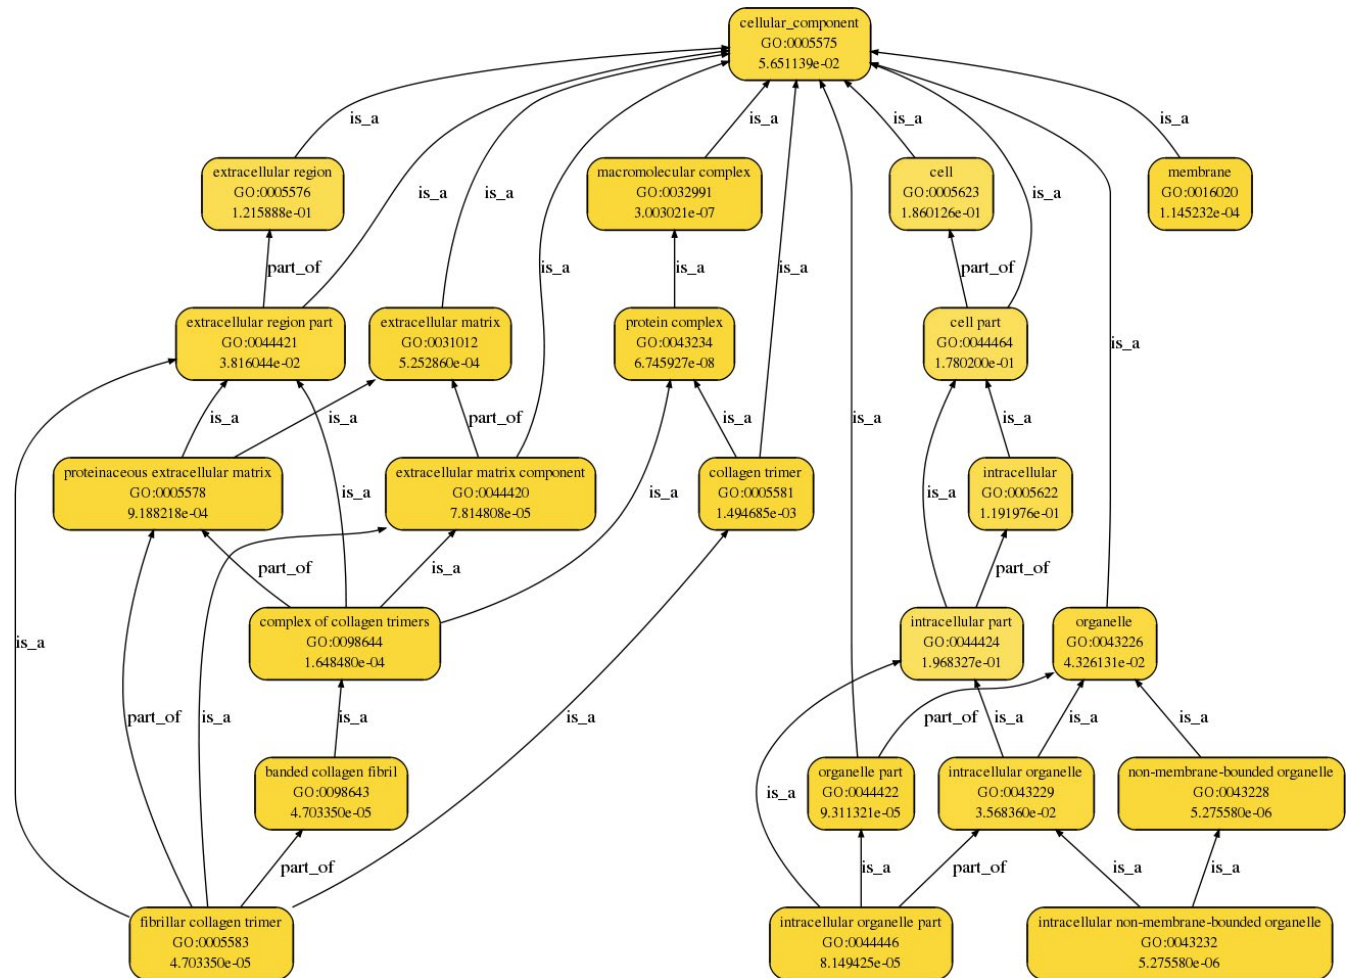 cellular_component
GO:0005575
5.651139e-02
is_a
is_a
is_a
extracellular region
GO:0005576
1.215888e-01
macromolecular complex
GO:0032991
3.003021e-07
cell
GO:0005623
1.860126e-01
membrane
GO:0016020
1.145232e-04
is_a
is_a
is_a
part_of
is_a
is_a
is_a
part_of
extracellular region part
GO:0044421
3.816044e-02
extracellular matrix
GO:0031012
5.252860e-04
protein complex
GO:0043234
6.745927e-08
cell part
GO:0044464
1.780200e-01
is_a
is_a
is_a
part_of
is_a
is_a
is_a
proteinaceous extracellular matrix
GO:0005578
9.188218e-04
extracellular matrix component
GO:0044420
7.814808e-05
collagen trimer
GO:0005581
1.494685e-03
intracellular
GO:0005622
1.191976e-01
is_a
is_a
is_a
part_of
is_a
part_of
is_a
complex of collagen trimers
GO:0098644
1.648480e-04
intracellular part
GO:0044424
1.968327e-01
organelle
GO:0043226
4.326131e-02
is_a
part_of
is_a
is_a
is_a
part_of
is_a
is_a
is_a
banded collagen fibril
GO:0098643
4.703350e-05
organelle part
GO:0044422
9.311321e-05
intracellular organelle
GO:0043229
3.568360e-02
non-membrane-bounded organelle
GO:0043228
5.275580e-06
is_a
part_of
is_a
part_of
is_a
is_a
fibrillar collagen trimer
GO:0005583
4.703350e-05
intracellular organelle part
GO:0044446
8.149425e-05
intracellular non-membrane-bounded organelle
GO:0043232
5.275580e-06